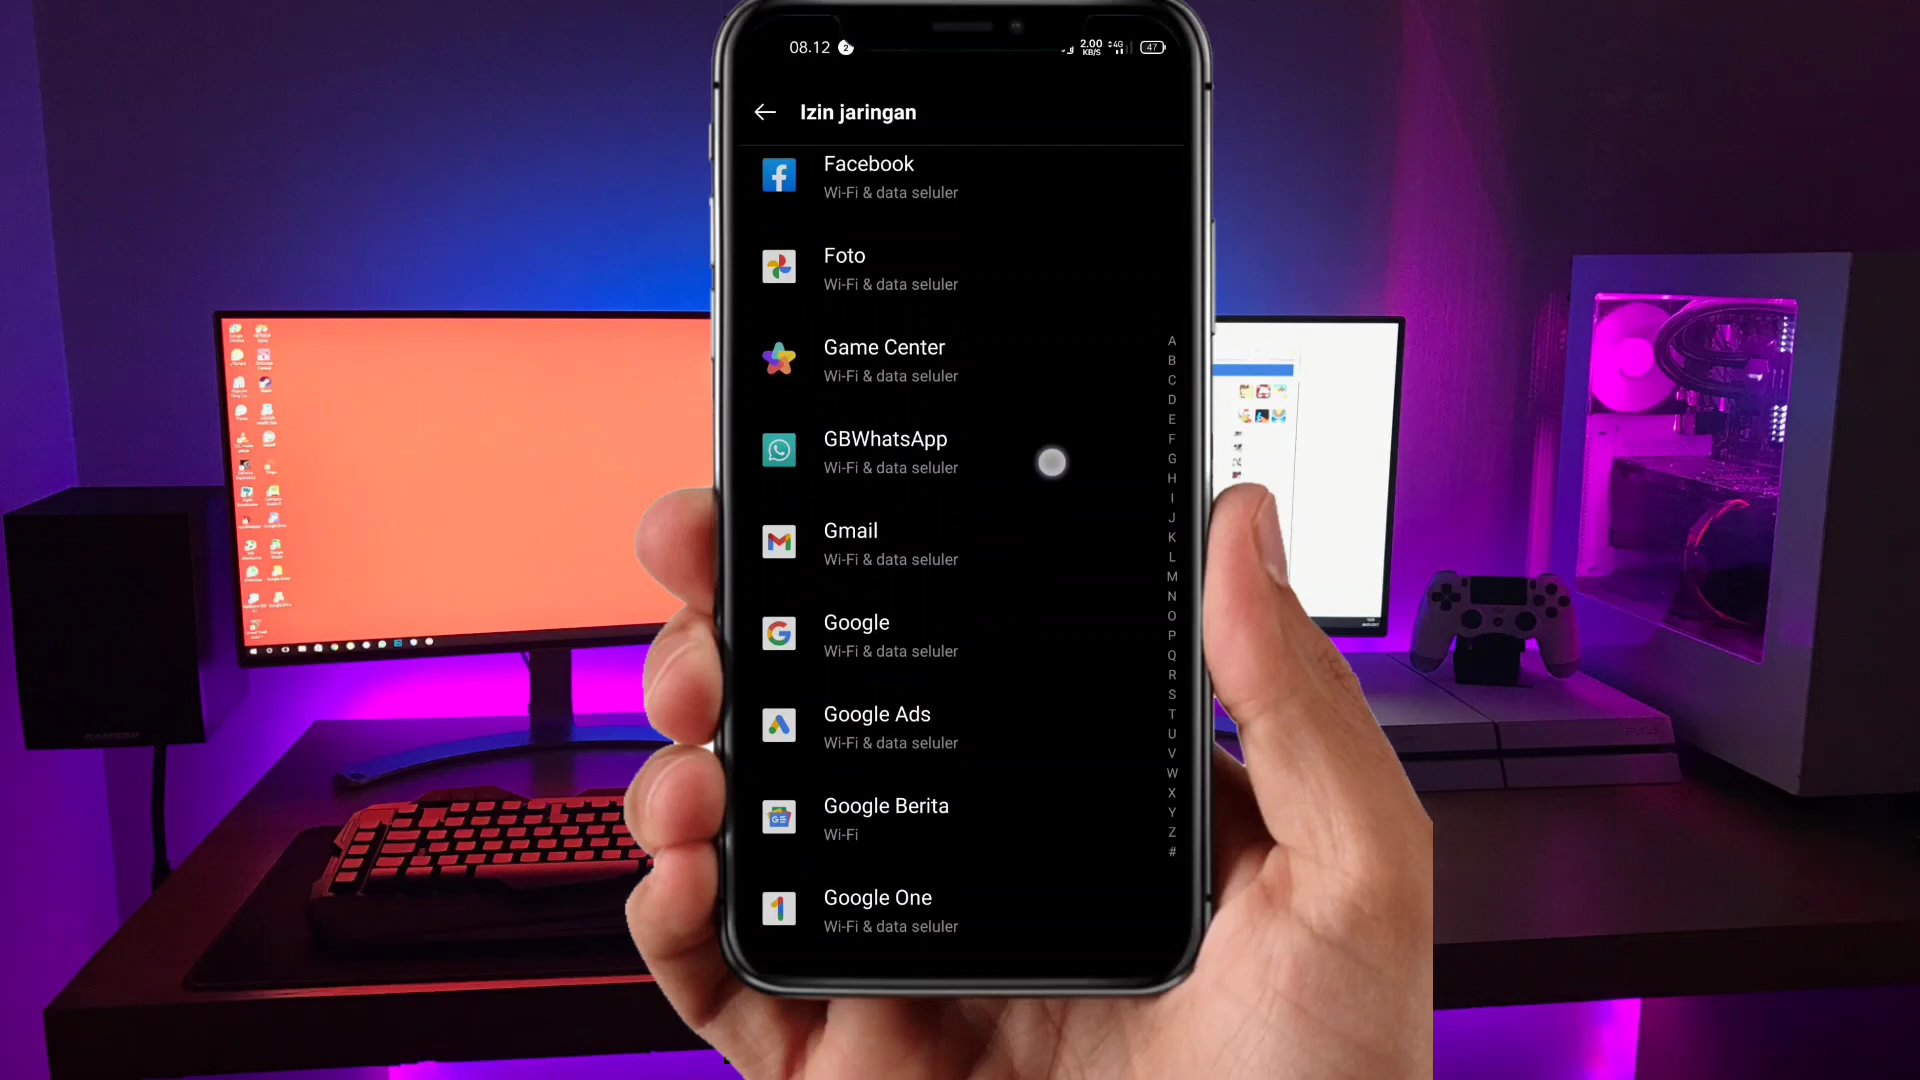 08.12
2
2.00
KB/S
4G
47
Izin jaringan
Facebook
Wi-Fi & data seluler
Foto
Wi-Fi & data seluler
Game Center
Wi-Fi & data seluler
GBWhatsApp
Wi-Fi & data seluler
Gmail
Wi-Fi & data seluler
Google
Wi-Fi & data seluler
Google Ads
Wi-Fi & data seluler
Google Berita
Wi-Fi
Google One
Wi-Fi & data seluler
A
B
C
D
E
F
G
H
I
J
K
L
M
N
O
P
Q
R
S
T
U
V
W
X
Y
Z
#